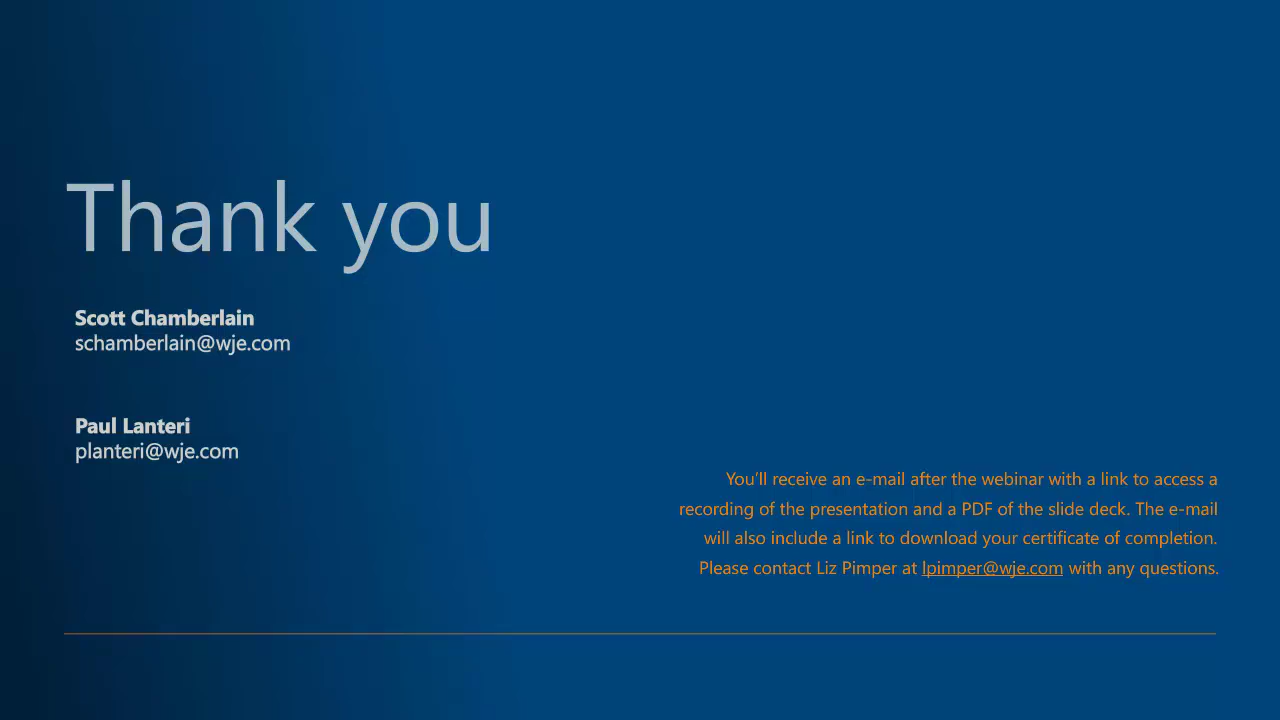 Thank you
Scott Chamberlain
schamberlain@wje.com
Paul Lanteri
planteri@wje.com
You'll receive an e-mail after the webinar with a link to access a
recording of the presentation and a PDF of the slide deck. The e-mail
will also include a link to download your certificate of completion.
Please contact Liz Pimper at lpimper@wje.com with any questions.